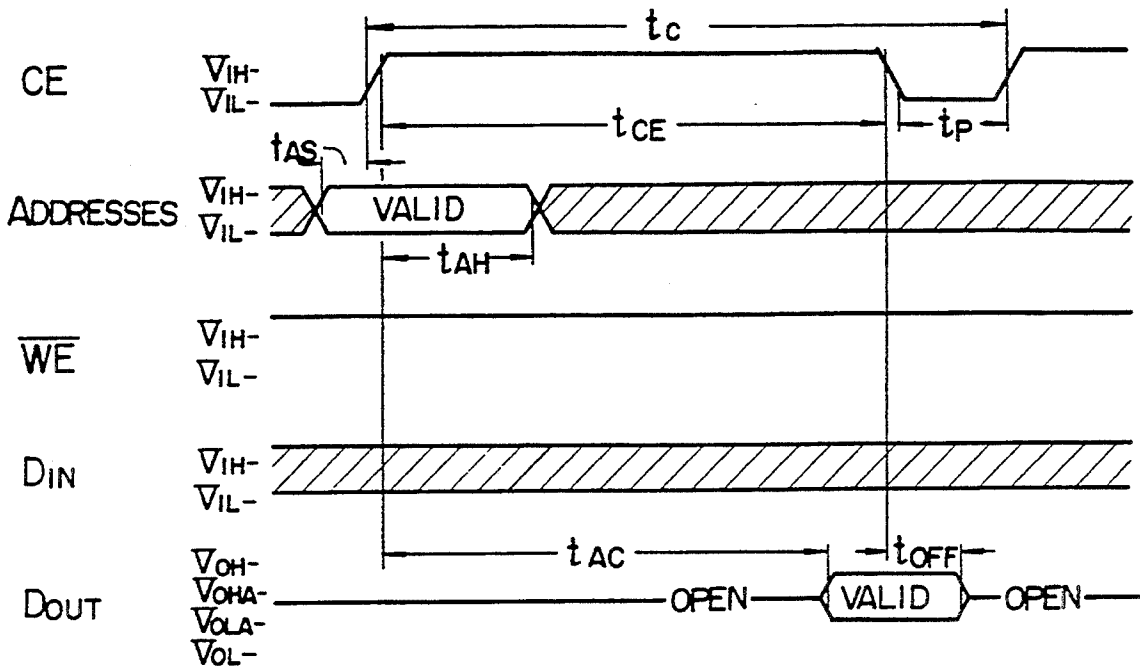 tC
CE VIH-
VIL-
tCE tP
tAS
ADDRESSES VIH- VALID
VIL-
tAH
WE VIH-
VIL-
DIN VIH-
VIL-
tAC tOFF
DOUT VOH-
VOHA- OPEN VALID OPEN
VOLA-
VOL-